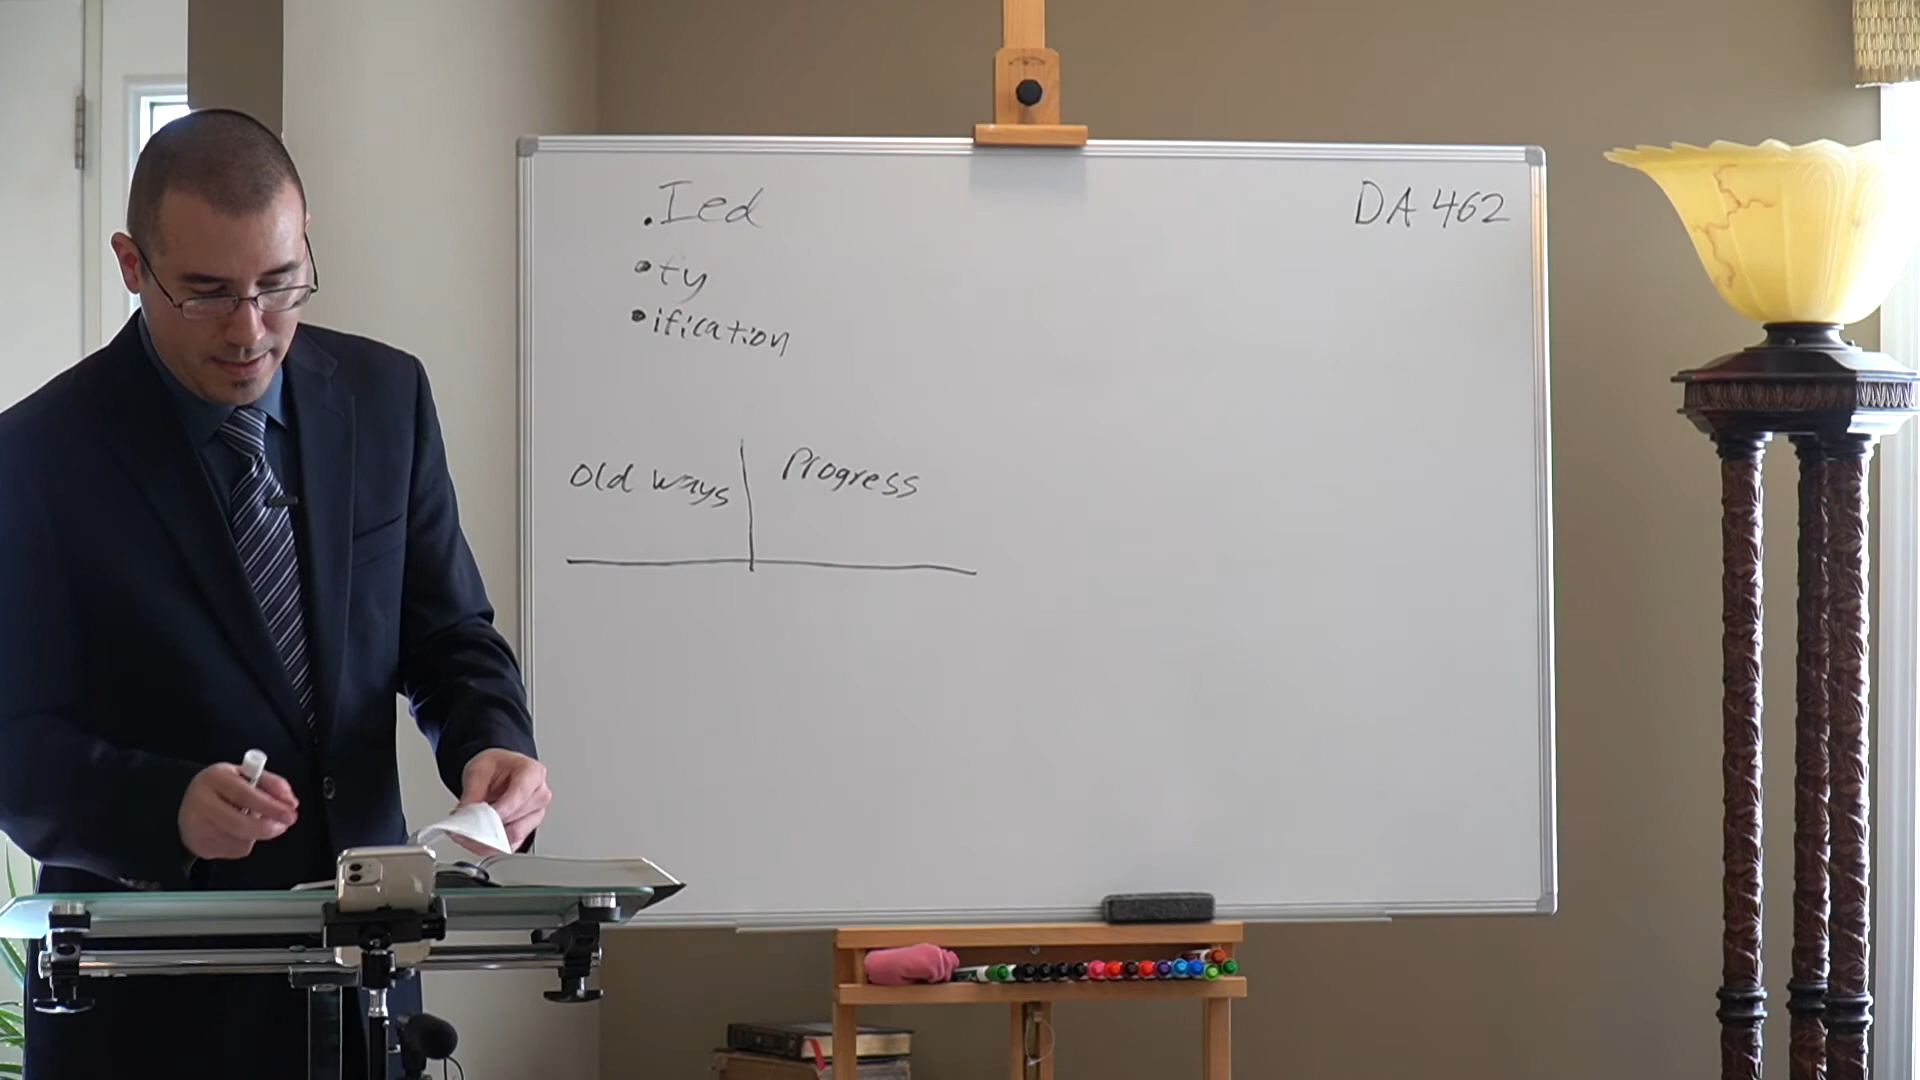 •Ied
•ty
•ification
DA 462
Old ways
Progress